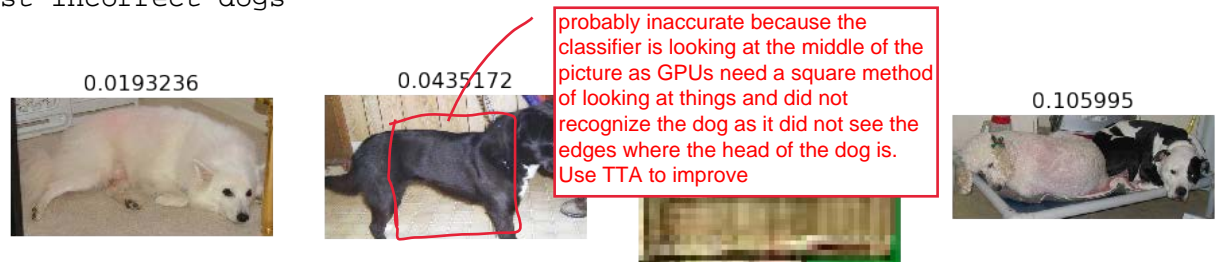 st incorrect dogs
probably inaccurate because the
classifier is looking at the middle of the
picture as GPUs need a square method
of looking at things and did not
recognize the dog as it did not see the
edges where the head of the dog is.
Use TTA to improve
0.0193236
0.0435172
0.105995